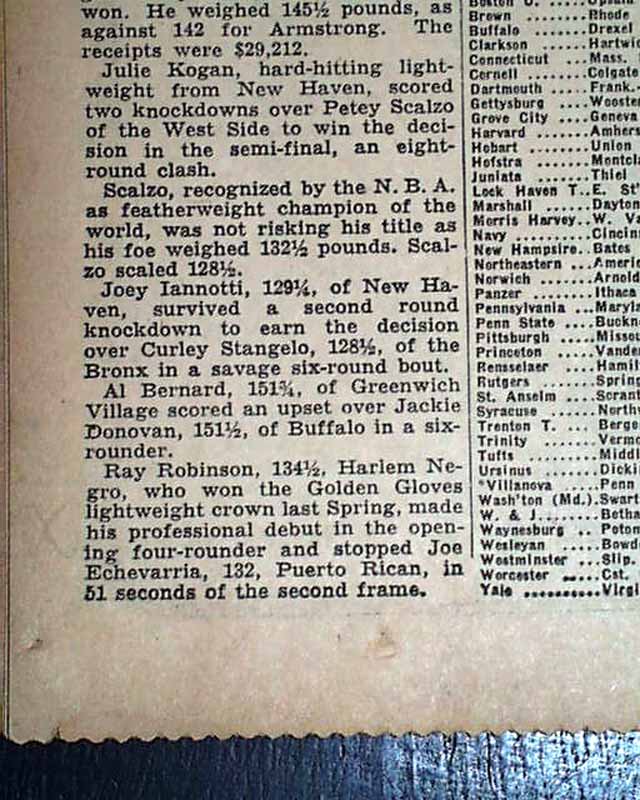 won. He weighed 145½ pounds, as
against 142 for Armstrong. The
receipts were $29,212.
Julie Kogan, hard-hitting light-
weight from New Haven, scored
two knockdowns over Petey Scalzo
of the West Side to win the deci-
sion in the semi-final, an eight-
round clash.
Scalzo, recognized by the N. B. A.
as featherweight champion of the
world, was not risking his title as
his foe weighed 132½ pounds. Scal-
zo scaled 128½.
Joey Iannotti, 129¼, of New Ha-
ven, survived a second round
knockdown to earn the decision
over Curley Stangelo, 128½, of the
Bronx in a savage six-round bout.
Al Bernard, 151¾, of Greenwich
Village scored an upset over Jackie
Donovan, 151½, of Buffalo in a six-
rounder.
Ray Robinson, 134½, Harlem Ne-
gro, who won the Golden Gloves
lightweight crown last Spring, made
his professional debut in the open-
ing four-rounder and stopped Joe
Echevarria, 132, Puerto Rican, in
51 seconds of the second frame.
Boston U. ....Upsala
Brown ........Rhode
Buffalo ......Drexel
Clarkson .....Hartwi
Connecticut ..Mass.
Cornell ......Colgate
Dartmouth ....Frank.-
Gettysburg ...Wooster
Grove City ...Geneva
Harvard ......Amhers
Hobart .......Union
Hofstra ......Montcla
Juniata ......Thiel
Lock Haven T..E. St'
Marshall .....Dayton
Morris Harvey..W. Va
Navy .........Cincin
New Hampshire..Bates
Northeastern ...Americ
Norwich ......Arnold
Panzer .......Ithaca
Pennsylvania ...Maryla
Penn State ....Buckn
Pittsburgh ....Missou
Princeton .....Vande
Rensselaer ....Hamil
Rutgers ......Spring
St. Anselm ....Scrant
Syracuse ......North
Trenton T. ...Berge
Trinity ......Vermo
Tufts ........Middl
Ursinus ......Dickin
*Villanova .....Penn
Wash'ton (Md.).Swart
W. & J........Betha
Waynesburg ..Potom
Wesleyan .....Bowd
Westminster ...Slip.
Worcester .....Cst.
Yale ..........Virgi